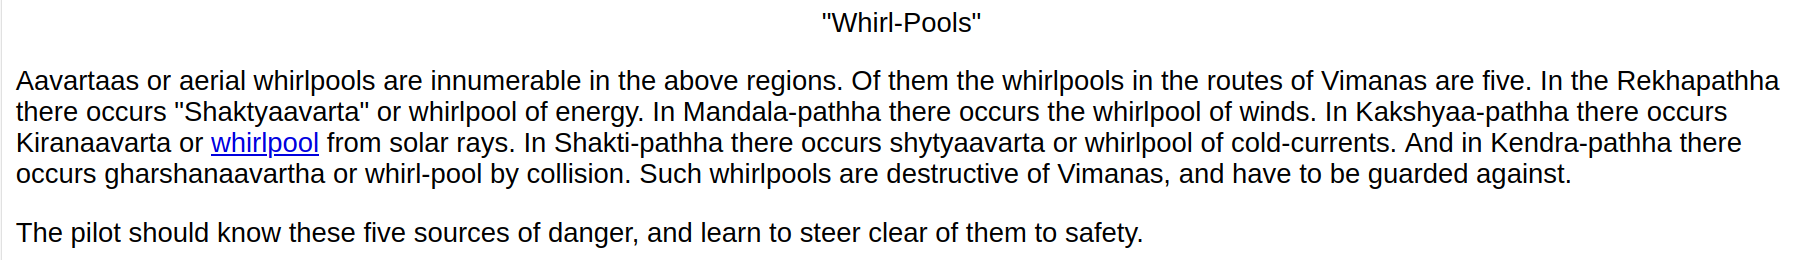 "Whirl-Pools"
Aavartaas or aerial whirlpools are innumerable in the above regions. Of them the whirlpools in the routes of Vimanas are five. In the Rekhapathha
there occurs "Shaktyaavarta" or whirlpool of energy. In Mandala-pathha there occurs the whirlpool of winds. In Kakshyaa-pathha there occurs
Kiranaavarta or whirlpool from solar rays. In Shakti-pathha there occurs shytyaavarta or whirlpool of cold-currents. And in Kendra-pathha there
occurs gharshanaavartha or whirl-pool by collision. Such whirlpools are destructive of Vimanas, and have to be guarded against.
The pilot should know these five sources of danger, and learn to steer clear of them to safety.